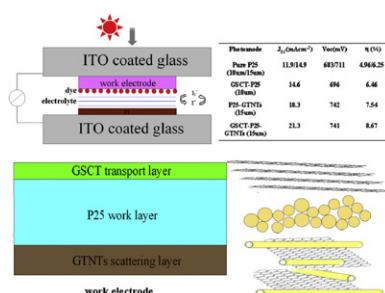 ITO coated glass
work electrode
dye
electrolyte
ITO coated glass
Photoanode Jsc(mAcm-2) Voc(mV) η (%)
Pure P25 (10um/15um) 11.9/14.9 683/711 4.96/6.25
GSCT-P25 (10um) 14.6 696 6.46
P25-GTNTs (15um) 18.3 742 7.54
GSCT-P25-GTNTs (15um) 21.3 741 8.67
GSCT transport layer
P25 work layer
GTNTs scattering layer
work electrode